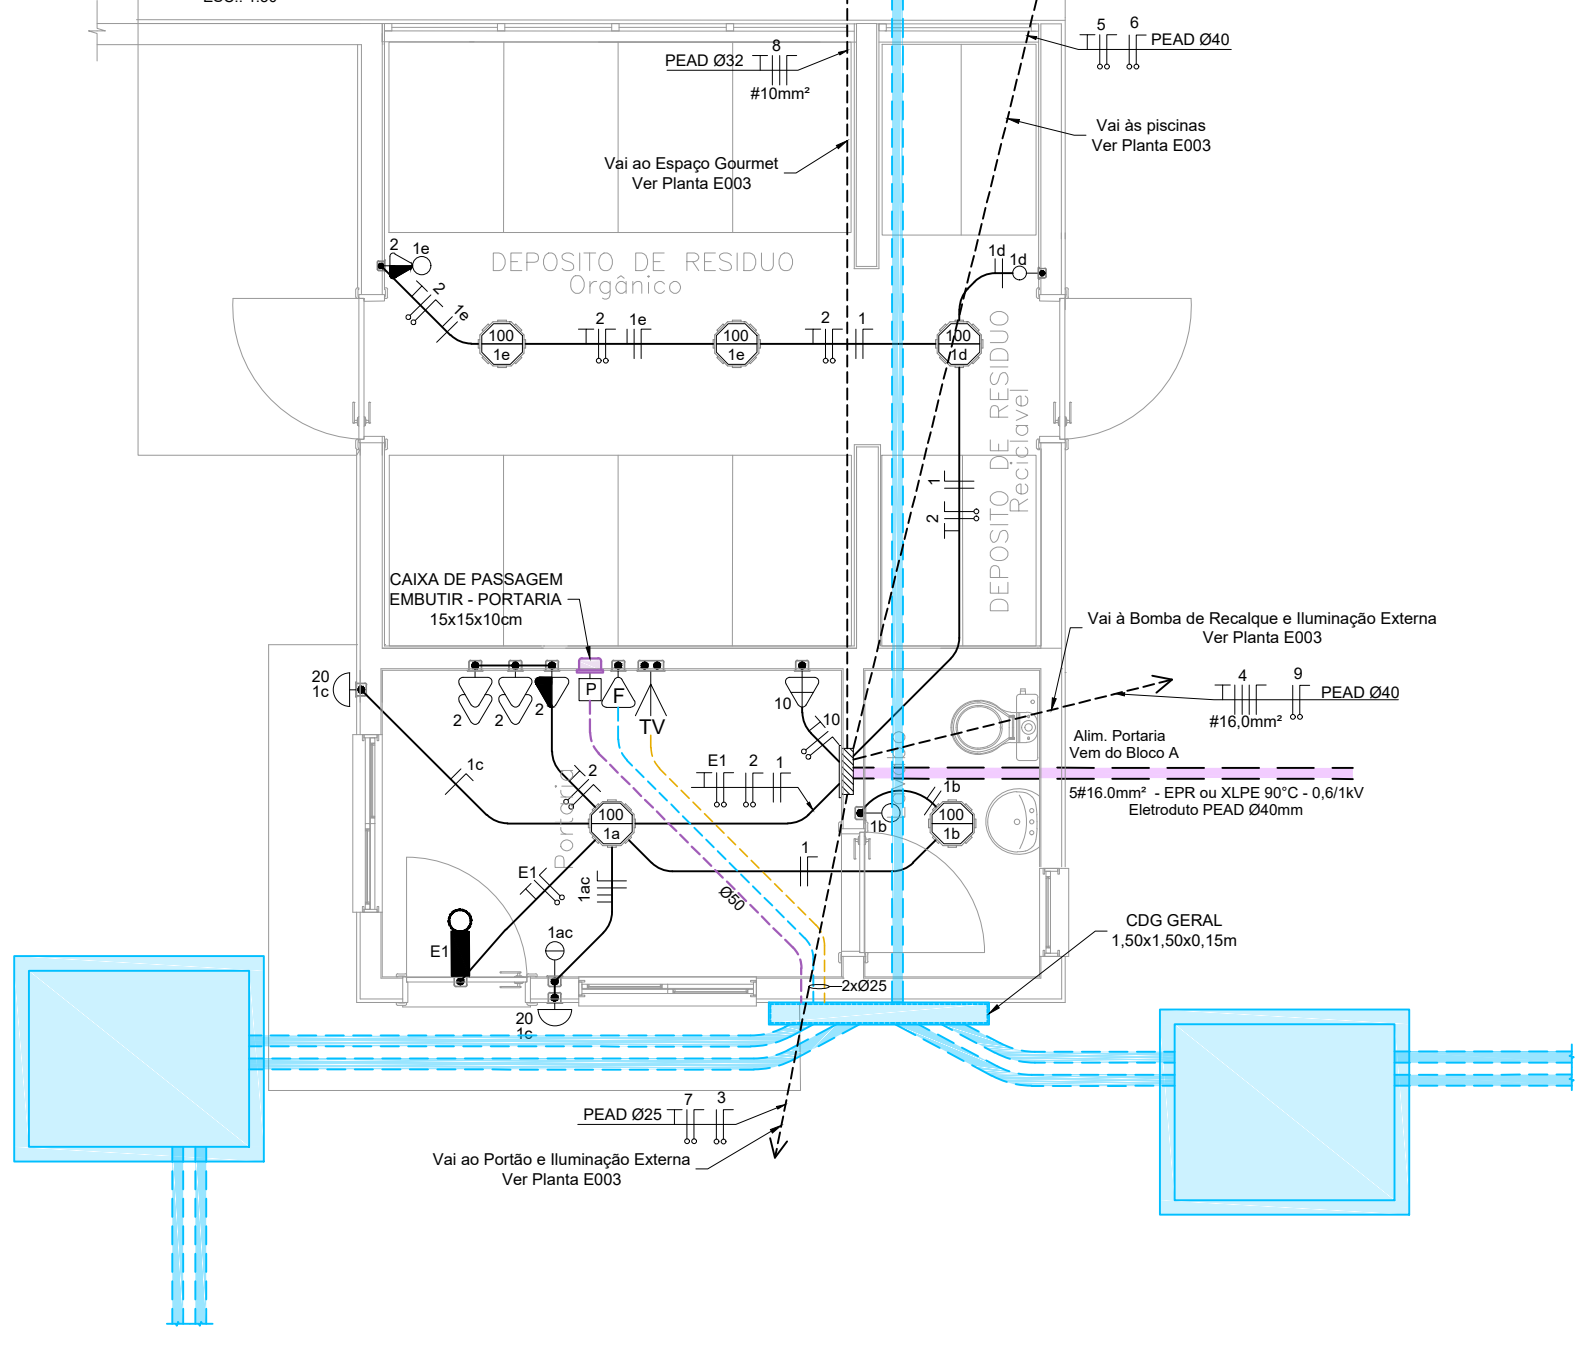 5 6
PEAD Ø40
8
PEAD Ø32
#10mm²
Vai às piscinas
Ver Planta E003
Vai ao Espaço Gourmet
Ver Planta E003
2 1e
DEPOSITO DE RESIDUO
Orgânico
1d
1d
2
1e
100
1e
2 1e
100
1e
2 1
100
1d
DEPOSITO DE RESIDUO
Reciclavel
1
2
CAIXA DE PASSAGEM
EMBUTIR - PORTARIA
15x15x10cm
Vai à Bomba de Recalque e Iluminação Externa
Ver Planta E003
20
1c
2
2
2
P
F
TV
10
10
4 9
PEAD Ø40
#16,0mm²
Alim. Portaria
Vem do Bloco A
5#16.0mm² - EPR ou XLPE 90°C - 0,6/1kV
Eletroduto PEAD Ø40mm
1c
2
E1 2 1
Portaria
100
1a
1b
1b
100
1b
1
E1
1ac
Ø50
E1
1ac
CDG GERAL
1,50x1,50x0,15m
2xØ25
20
1c
7 3
PEAD Ø25
Vai ao Portão e Iluminação Externa
Ver Planta E003